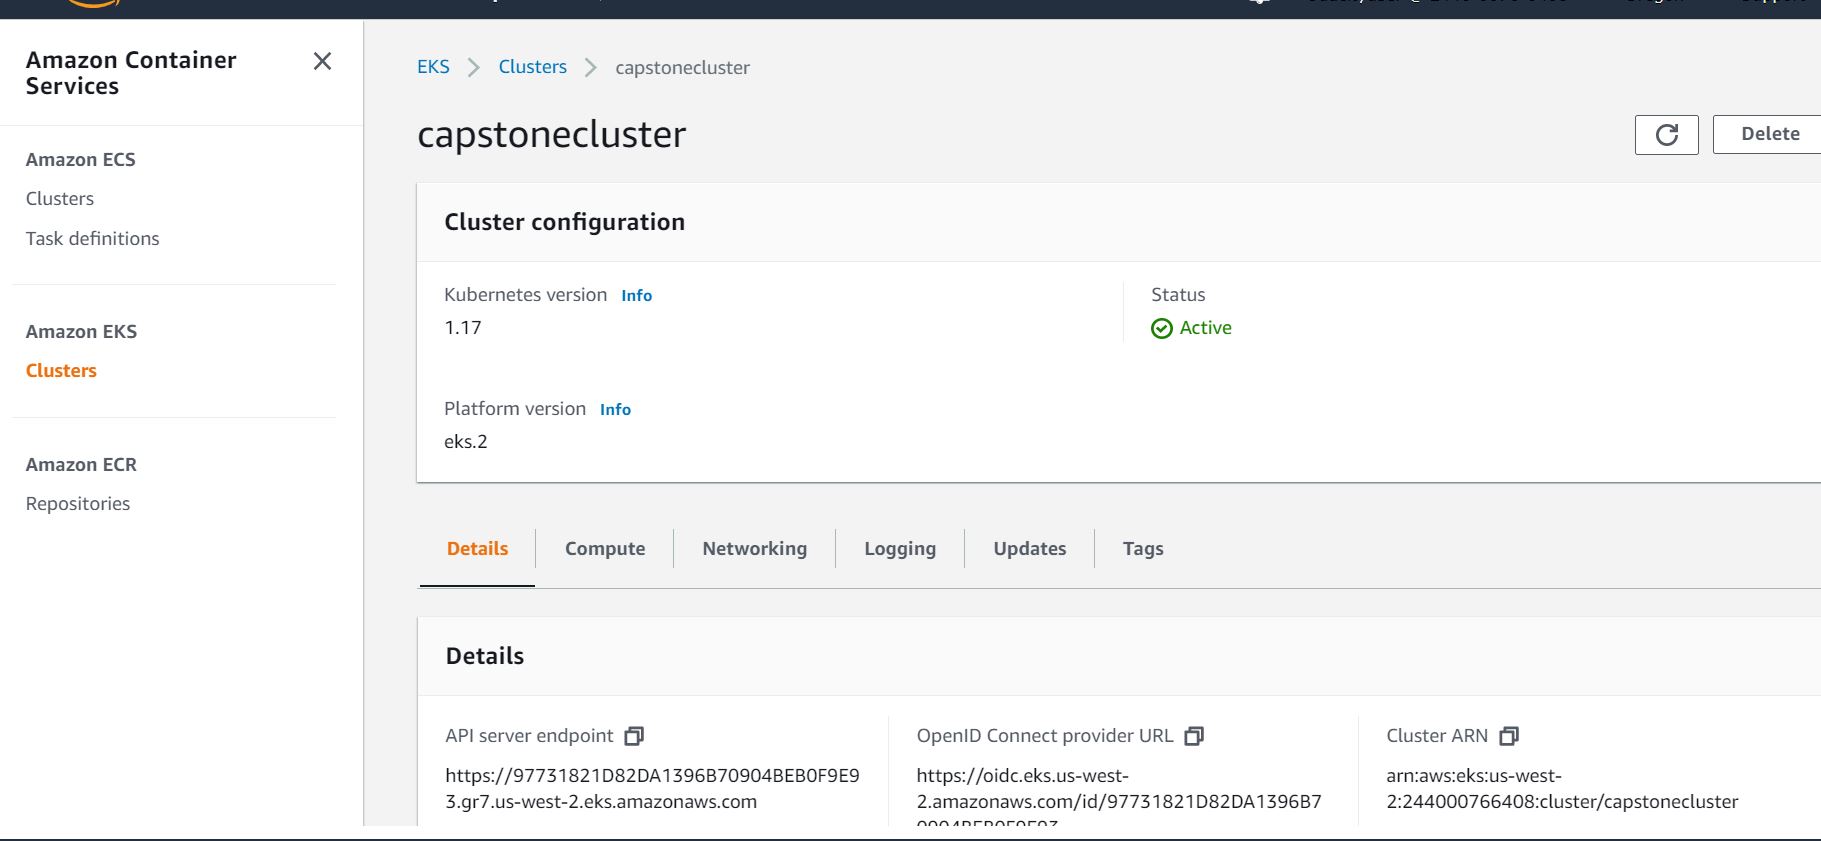 Amazon Container
Services
Amazon ECS
Clusters
Task definitions
Amazon EKS
Clusters
Amazon ECR
Repositories
EKS > Clusters > capstonecluster
capstonecluster
Delete
Cluster configuration
Kubernetes version Info
1.17
Status
Active
Platform version Info
eks.2
Details
Compute
Networking
Logging
Updates
Tags
Details
API server endpoint
https://97731821D82DA1396B70904BEB0F9E9
3.gr7.us-west-2.eks.amazonaws.com
OpenID Connect provider URL
https://oidc.eks.us-west-
2.amazonaws.com/id/97731821D82DA1396B7
0904BEB0F9E93
Cluster ARN
arn:aws:eks:us-west-
2:244000766408:cluster/capstonecluster